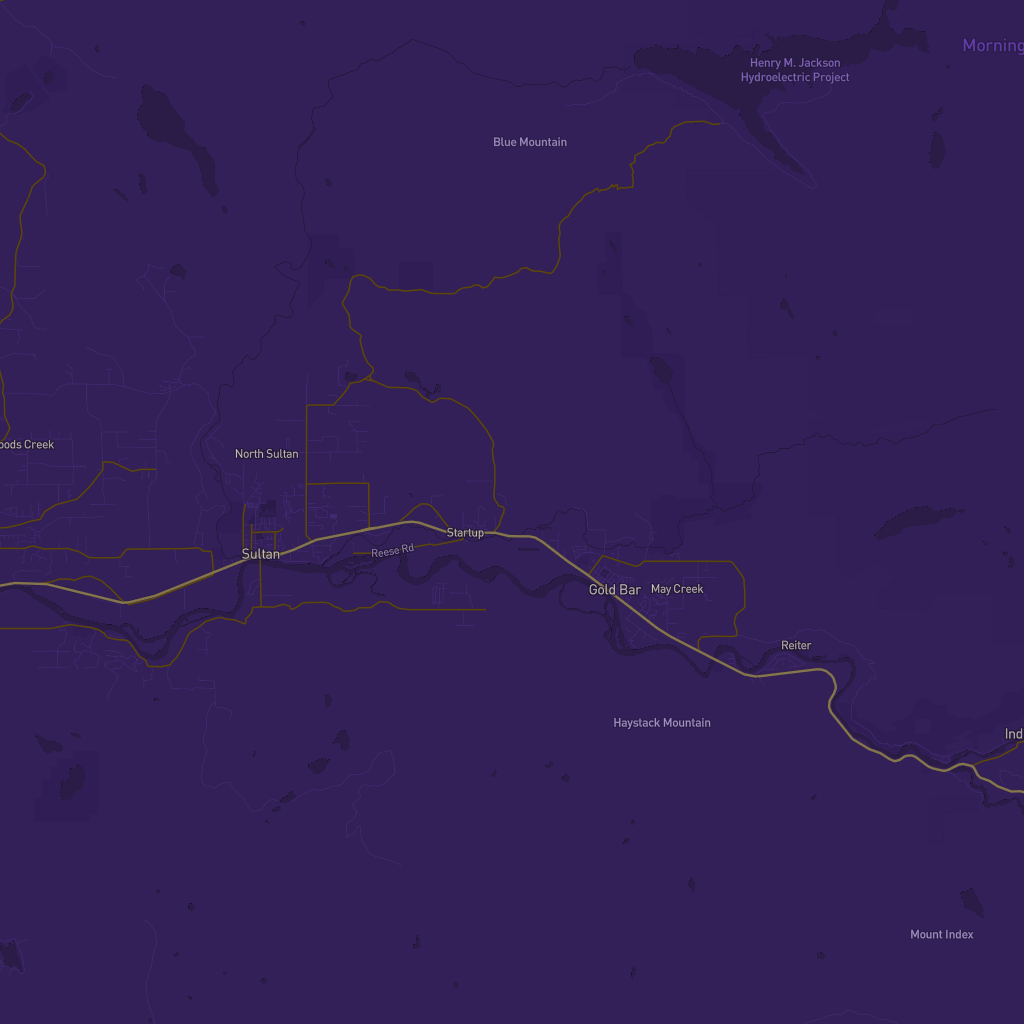 Morning
Henry M. Jackson
Hydroelectric Project
Blue Mountain
oods Creek
North Sultan
Startup
Reese Rd
Sultan
Gold Bar
May Creek
Reiter
Haystack Mountain
Ind
Mount Index